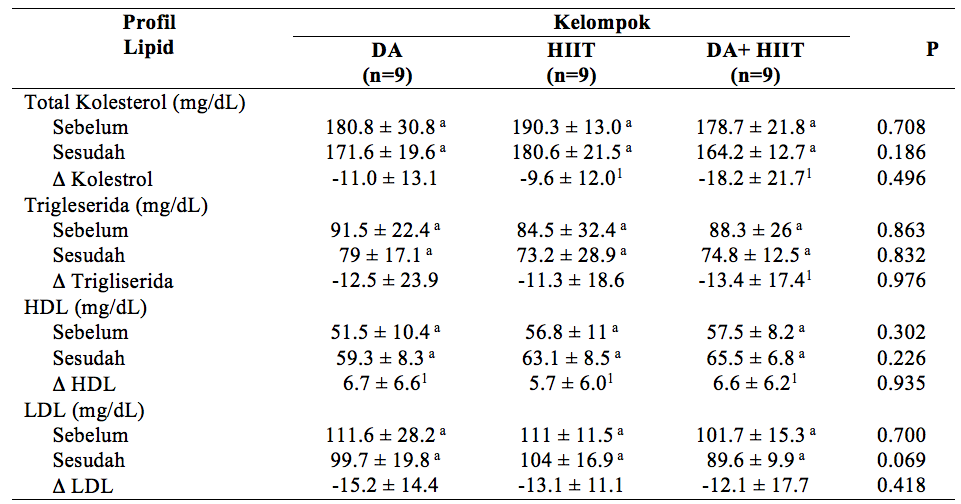 Profil Kelompok
Lipid DA HIIT DA+ HIIT P
(n=9) (n=9) (n=9)
Total Kolesterol (mg/dL)
Sebelum 180.8 ± 30.8 ᵃ 190.3 ± 13.0 ᵃ 178.7 ± 21.8 ᵃ 0.708
Sesudah 171.6 ± 19.6 ᵃ 180.6 ± 21.5 ᵃ 164.2 ± 12.7 ᵃ 0.186
Δ Kolestrol -11.0 ± 13.1 -9.6 ± 12.0¹ -18.2 ± 21.7¹ 0.496
Trigleserida (mg/dL)
Sebelum 91.5 ± 22.4 ᵃ 84.5 ± 32.4 ᵃ 88.3 ± 26 ᵃ 0.863
Sesudah 79 ± 17.1 ᵃ 73.2 ± 28.9 ᵃ 74.8 ± 12.5 ᵃ 0.832
Δ Trigliserida -12.5 ± 23.9 -11.3 ± 18.6 -13.4 ± 17.4¹ 0.976
HDL (mg/dL)
Sebelum 51.5 ± 10.4 ᵃ 56.8 ± 11 ᵃ 57.5 ± 8.2 ᵃ 0.302
Sesudah 59.3 ± 8.3 ᵃ 63.1 ± 8.5 ᵃ 65.5 ± 6.8 ᵃ 0.226
Δ HDL 6.7 ± 6.6¹ 5.7 ± 6.0¹ 6.6 ± 6.2¹ 0.935
LDL (mg/dL)
Sebelum 111.6 ± 28.2 ᵃ 111 ± 11.5 ᵃ 101.7 ± 15.3 ᵃ 0.700
Sesudah 99.7 ± 19.8 ᵃ 104 ± 16.9 ᵃ 89.6 ± 9.9 ᵃ 0.069
Δ LDL -15.2 ± 14.4 -13.1 ± 11.1 -12.1 ± 17.7 0.418